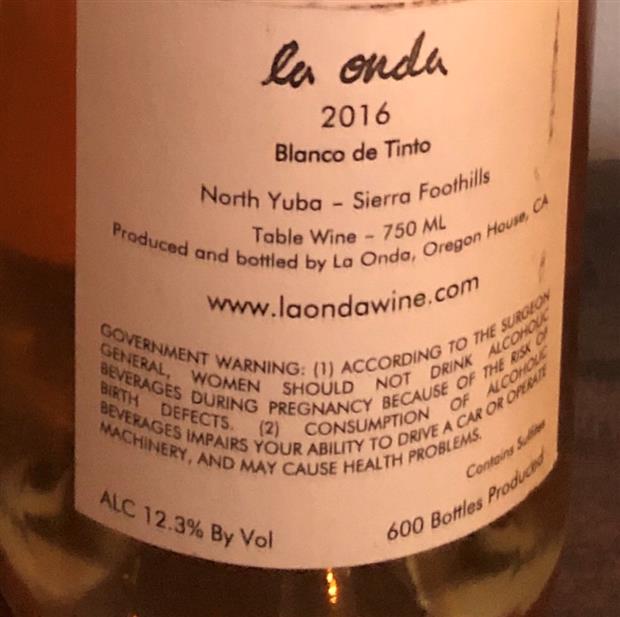 la onda
2016
Blanco de Tinto
North Yuba - Sierra Foothills
Table Wine - 750 ML
Produced and bottled by La Onda, Oregon House, CA
www.laondawine.com
GOVERNMENT WARNING: (1) ACCORDING TO THE SURGEON
GENERAL, WOMEN SHOULD NOT DRINK ALCOHOLIC
BEVERAGES DURING PREGNANCY BECAUSE OF THE RISK OF
BIRTH DEFECTS. (2) CONSUMPTION OF ALCOHOLIC
BEVERAGES IMPAIRS YOUR ABILITY TO DRIVE A CAR OR OPERATE
MACHINERY, AND MAY CAUSE HEALTH PROBLEMS.
Contains Sulfites
ALC 12.3% By Vol
600 Bottles Produced